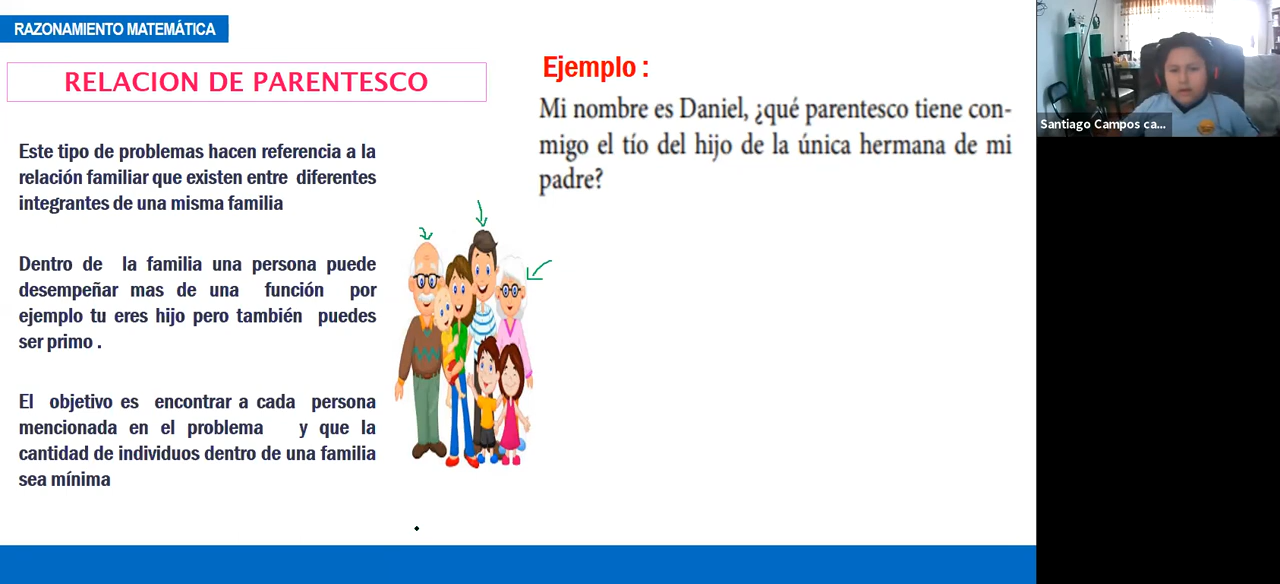 RAZONAMIENTO MATEMÁTICA
RELACION DE PARENTESCO
Este tipo de problemas hacen referencia a la
relación familiar que existen entre diferentes
integrantes de una misma familia
Dentro de la familia una persona puede
desempeñar mas de una función por
ejemplo tu eres hijo pero también puedes
ser primo .
El objetivo es encontrar a cada persona
mencionada en el problema y que la
cantidad de individuos dentro de una familia
sea mínima
Ejemplo :
Mi nombre es Daniel, ¿qué parentesco tiene con-
migo el tío del hijo de la única hermana de mi
padre?
Santiago Campos ca...